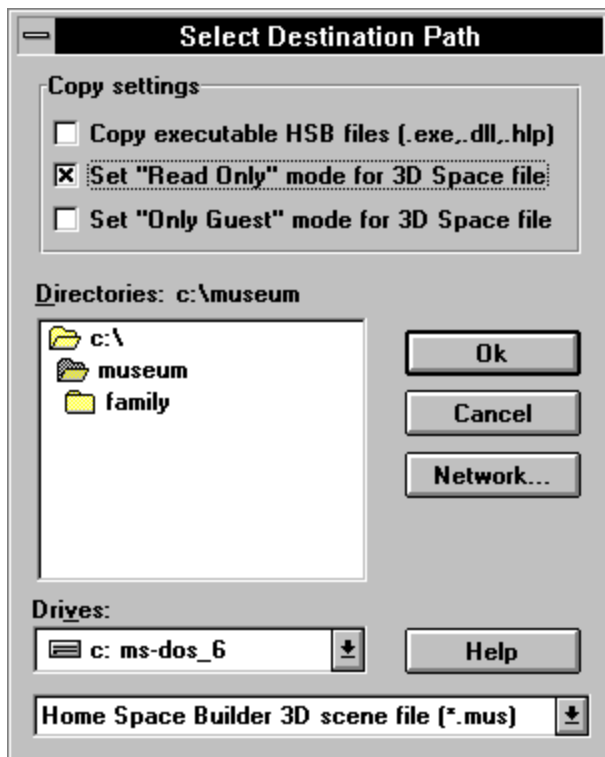 Select Destination Path
Copy settings
Copy executable HSB files (.exe,.dll,.hlp)
Set "Read Only" mode for 3D Space file
Set "Only Guest" mode for 3D Space file
Directories: c:\museum
c:\
museum
family
Ok
Cancel
Network...
Drives:
c: ms-dos_6
Help
Home Space Builder 3D scene file (*.mus)